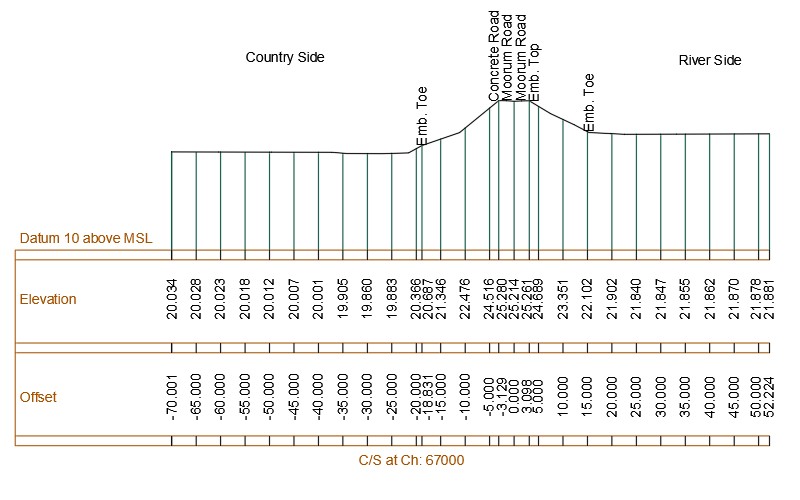 Country Side
River Side
Emb. Toe
Concrete Road
Moorum Road
Moorum Road
Emb. Top
Emb. Toe
Datum 10 above MSL
Elevation
20.034 20.028 20.023 20.018 20.012 20.007 20.001 19.905 19.860 19.883 20.366 20.687 21.346 22.476 24.516 25.280 25.214 25.261 24.689 23.351 22.102 21.902 21.840 21.847 21.855 21.862 21.870 21.878 21.881
Offset
-70.001 -65.000 -60.000 -55.000 -50.000 -45.000 -40.000 -35.000 -30.000 -25.000 -20.000 -18.831 -15.000 -10.000 -5.000 -3.129 0.000 3.098 5.000 10.000 15.000 20.000 25.000 30.000 35.000 40.000 45.000 50.000 52.224
C/S at Ch: 67000